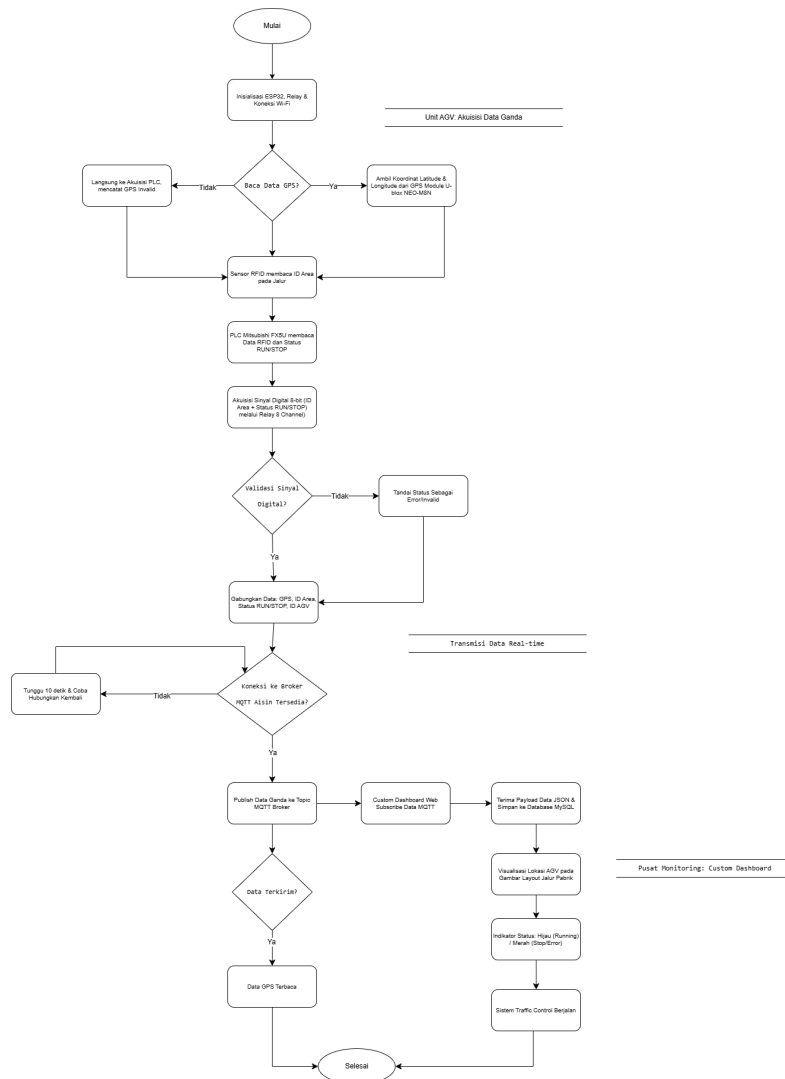 Mulai
Inisialisasi ESP32, Relay &
Koneksi Wi-Fi
Unit AGV: Akuisisi Data Ganda
Langsung ke Akuisisi PLC,
mencatat GPS Invalid
Tidak
Baca Data GPS?
Ya
Ambil Koordinat Latitude &
Longitude dari GPS Module U-
blox NEO-M8N
Sensor RFID membaca ID Area
pada Jalur
PLC Mitsubishi FX5U membaca
Data RFID dan Status
RUN/STOP
Akuisisi Sinyal Digital 8-bit (ID
Area + Status RUN/STOP)
melalui Relay 8 Channel)
Validasi Sinyal
Digital?
Tidak
Tandai Status Sebagai
Error/Invalid
Ya
Gabungkan Data: GPS, ID Area,
Status RUN/STOP, ID AGV
Transmisi Data Real-time
Tunggu 10 detik & Coba
Hubungkan Kembali
Tidak
Koneksi ke Broker
MQTT Aisin Tersedia?
Ya
Publish Data Ganda ke Topic
MQTT Broker
Custom Dashboard Web
Subscribe Data MQTT
Terima Payload Data JSON &
Simpan ke Database MySQL
Visualisasi Lokasi AGV pada
Gambar Layout Jalur Pabrik
Pusat Monitoring: Custom Dashboard
Data Terkirim?
Indikator Status: Hijau (Running)
/ Merah (Stop/Error)
Ya
Data GPS Terbaca
Sistem Traffic Control Berjalan
Selesai